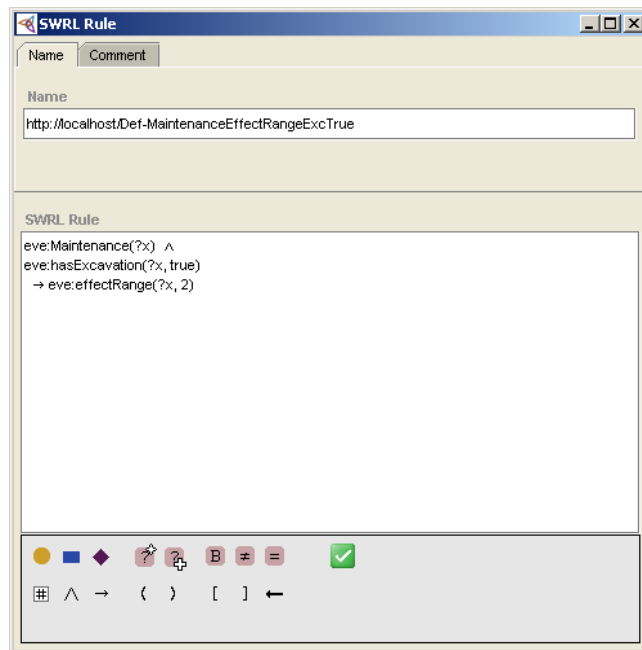 SWRL Rule
Name Comment
Name
http://localhost/Def-MaintenanceEffectRangeExcTrue
SWRL Rule
eve:Maintenance(?x) ∧
eve:hasExcavation(?x, true)
→ eve:effectRange(?x, 2)
? ? B ≠ =
# ∧ → ( ) [ ] ←